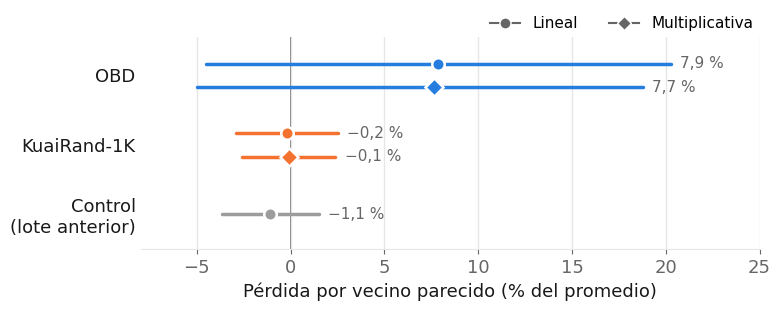 Lineal
Multiplicativa
OBD
7,9 %
7,7 %
KuaiRand-1K
−0,2 %
−0,1 %
Control
(lote anterior)
−1,1 %
−5 0 5 10 15 20 25
Pérdida por vecino parecido (% del promedio)